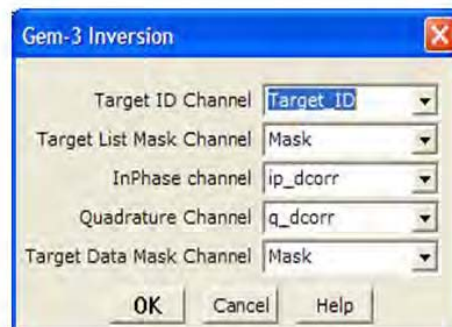 Gem-3 Inversion
Target ID Channel Target_ID
Target List Mask Channel Mask
InPhase channel ip_dcorr
Quadrature Channel q_dcorr
Target Data Mask Channel Mask
OK Cancel Help